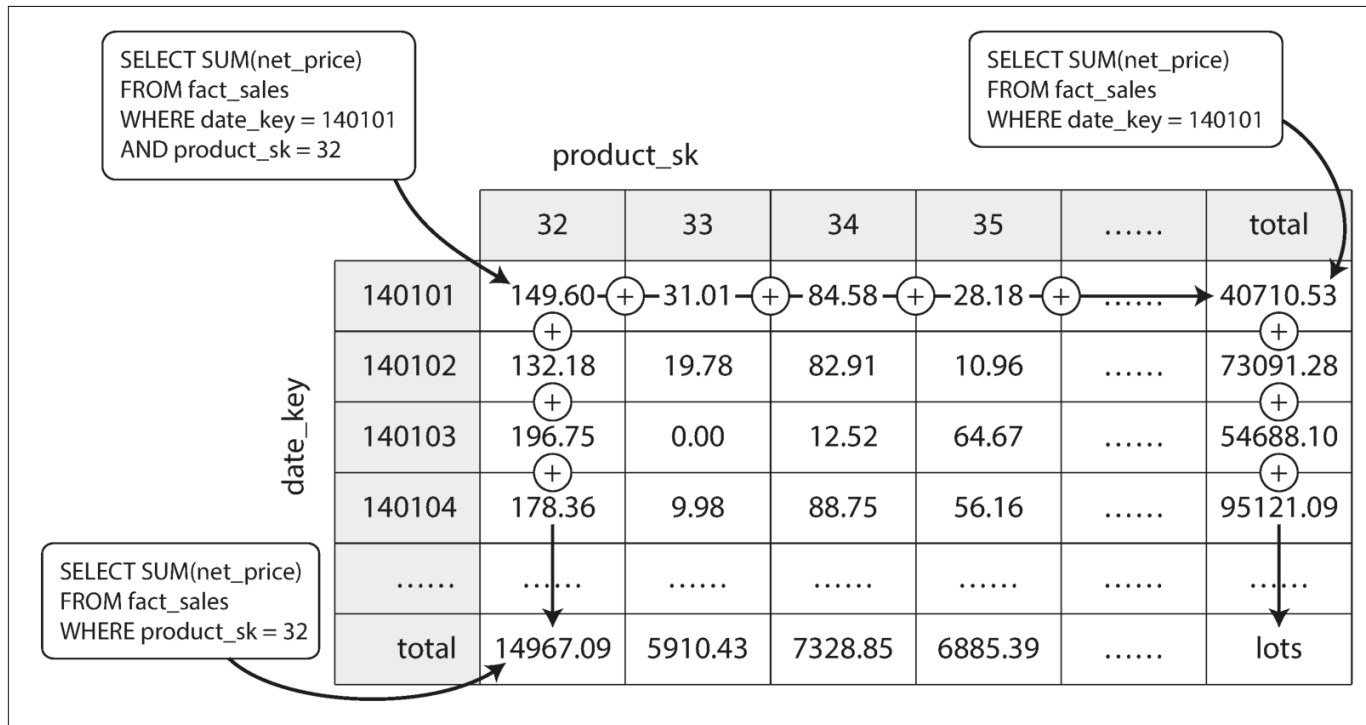 SELECT SUM(net_price)
FROM fact_sales
WHERE date_key = 140101
AND product_sk = 32
SELECT SUM(net_price)
FROM fact_sales
WHERE date_key = 140101
product_sk
32 33 34 35 ...... total
140101 149.60 + 31.01 + 84.58 + 28.18 + ...... 40710.53
+ +
140102 132.18 19.78 82.91 10.96 ...... 73091.28
+ +
date_key
140103 196.75 0.00 12.52 64.67 ...... 54688.10
+ +
140104 178.36 9.98 88.75 56.16 ...... 95121.09
...... ...... ...... ...... ...... ...... ......
total 14967.09 5910.43 7328.85 6885.39 ...... lots
SELECT SUM(net_price)
FROM fact_sales
WHERE product_sk = 32